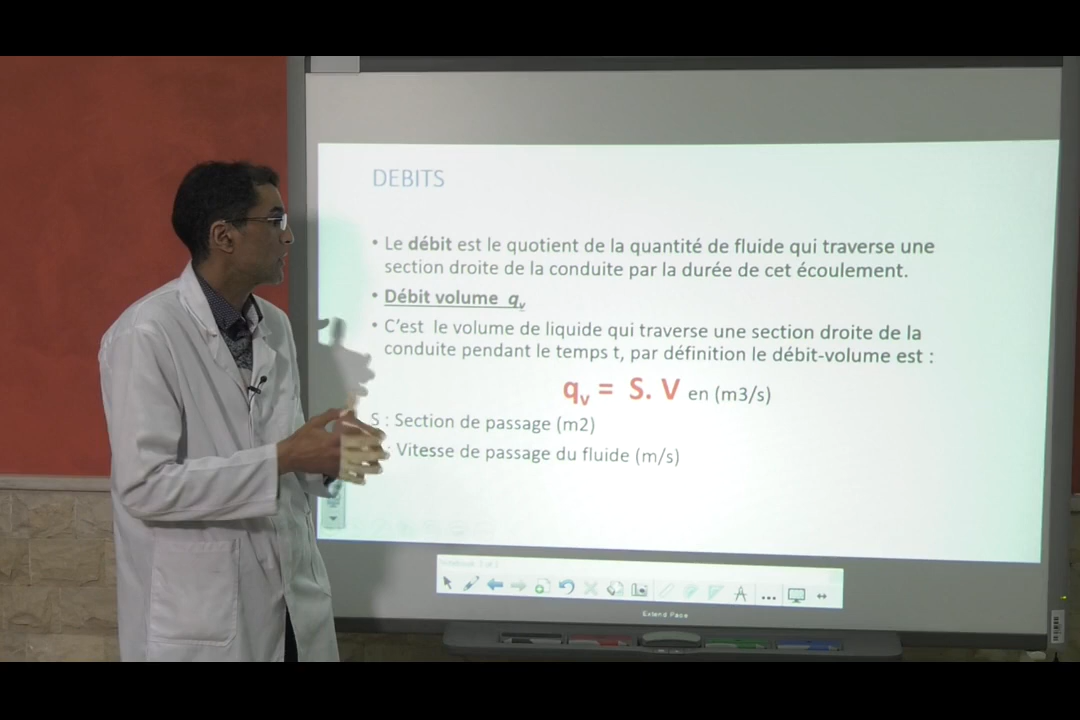 DEBITS
• Le débit est le quotient de la quantité de fluide qui traverse une
section droite de la conduite par la durée de cet écoulement.
• Débit volume qv
• C'est le volume de liquide qui traverse une section droite de la
conduite pendant le temps t, par définition le débit-volume est :
qv = S. V en (m3/s)
S : Section de passage (m2)
: Vitesse de passage du fluide (m/s)
Extend Page